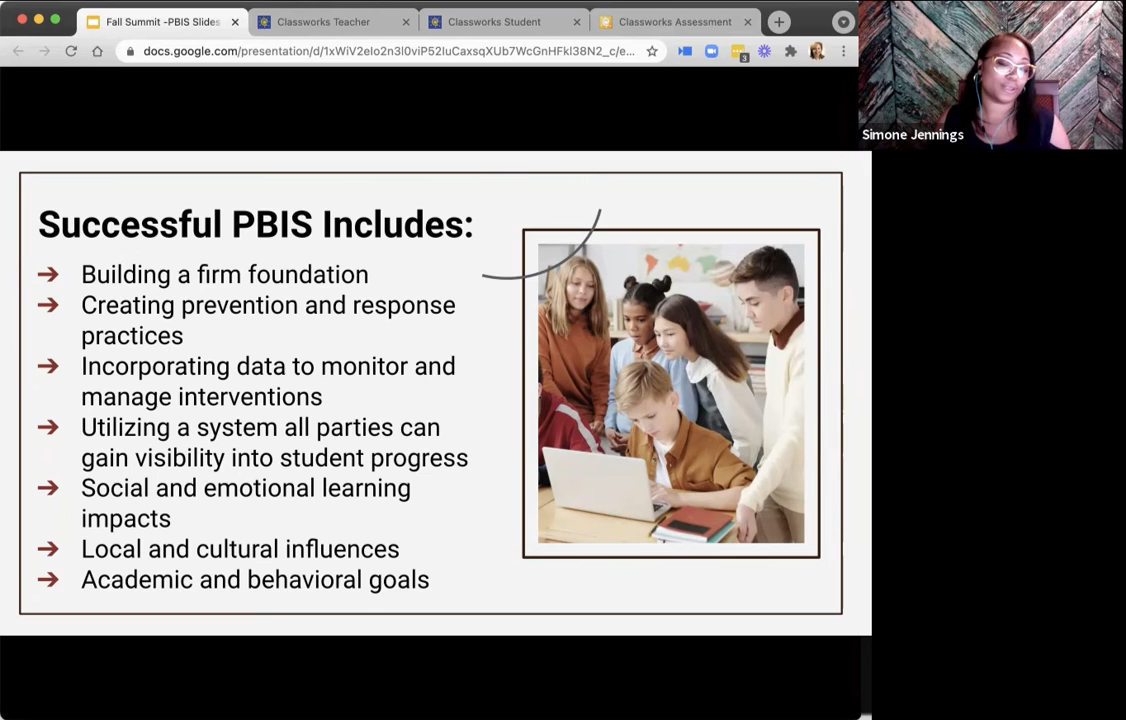 Fall Summit -PBIS Slides
Classworks Teacher
Classworks Student
Classworks Assessment
docs.google.com/presentation/d/1xWiV2elo2n3l0viP52IuCaxsqXUb7WcGnHFkl38N2_c/e...
3
Simone Jennings
Successful PBIS Includes:
➔ Building a firm foundation
➔ Creating prevention and response
practices
➔ Incorporating data to monitor and
manage interventions
➔ Utilizing a system all parties can
gain visibility into student progress
➔ Social and emotional learning
impacts
➔ Local and cultural influences
➔ Academic and behavioral goals